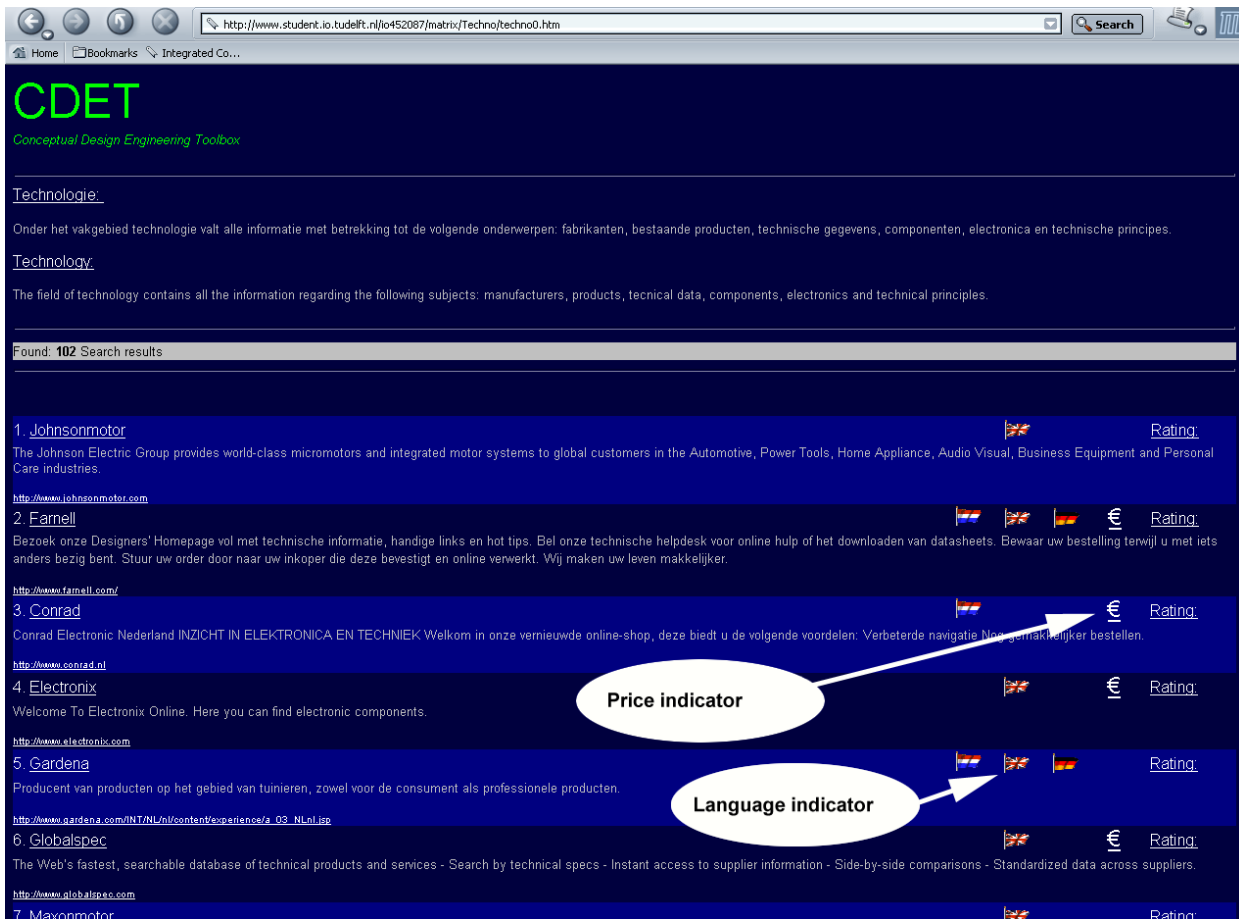 http://www.student.io.tudelft.nl/io452087/matrix/Techno/techno0.htm
Search
Home Bookmarks Integrated Co...
CDET
Conceptual Design Engineering Toolbox
Technologie:
Onder het vakgebied technologie valt alle informatie met betrekking tot de volgende onderwerpen: fabrikanten, bestaande producten, technische gegevens, componenten, electronica en technische principes.
Technology:
The field of technology contains all the information regarding the following subjects: manufacturers, products, tecnical data, components, electronics and technical principles.
Found: 102 Search results
1. Johnsonmotor Rating:
The Johnson Electric Group provides world-class micromotors and integrated motor systems to global customers in the Automotive, Power Tools, Home Appliance, Audio Visual, Business Equipment and Personal
Care industries.
http://www.johnsonmotor.com
2. Farnell € Rating:
Bezoek onze Designers' Homepage vol met technische informatie, handige links en hot tips. Bel onze technische helpdesk voor online hulp of het downloaden van datasheets. Bewaar uw bestelling terwijl u met iets
anders bezig bent. Stuur uw order door naar uw inkoper die deze bevestigt en online verwerkt. Wij maken uw leven makkelijker.
http://www.farnell.com/
3. Conrad € Rating:
Conrad Electronic Nederland INZICHT IN ELEKTRONICA EN TECHNIEK Welkom in onze vernieuwde online-shop, deze biedt u de volgende voordelen: Verbeterde navigatie Nog gemakkelijker bestellen.
http://www.conrad.nl
Price indicator
4. Electronix € Rating:
Welcome To Electronix Online. Here you can find electronic components.
http://www.electronix.com
5. Gardena Rating:
Producent van producten op het gebied van tuinieren, zowel voor de consument als professionele producten.
Language indicator
http://www.gardena.com/INT/NL/nl/content/experience/a_03_NLnl.jsp
6. Globalspec € Rating:
The Web's fastest, searchable database of technical products and services - Search by technical specs - Instant access to supplier information - Side-by-side comparisons - Standardized data across suppliers.
http://www.globalspec.com
7. Maxonmotor Rating: